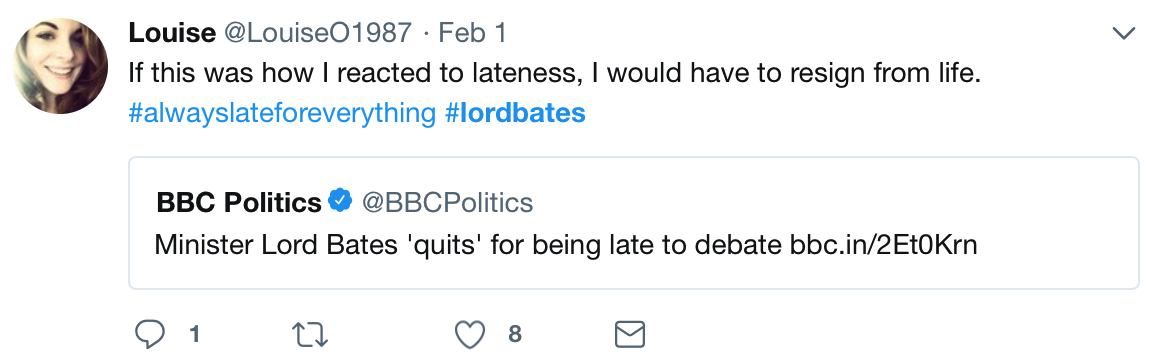 Louise @LouiseO1987 · Feb 1
If this was how I reacted to lateness, I would have to resign from life.
#alwayslateforeverything #lordbates
BBC Politics @BBCPolitics
Minister Lord Bates 'quits' for being late to debate bbc.in/2Et0Krn
1 8